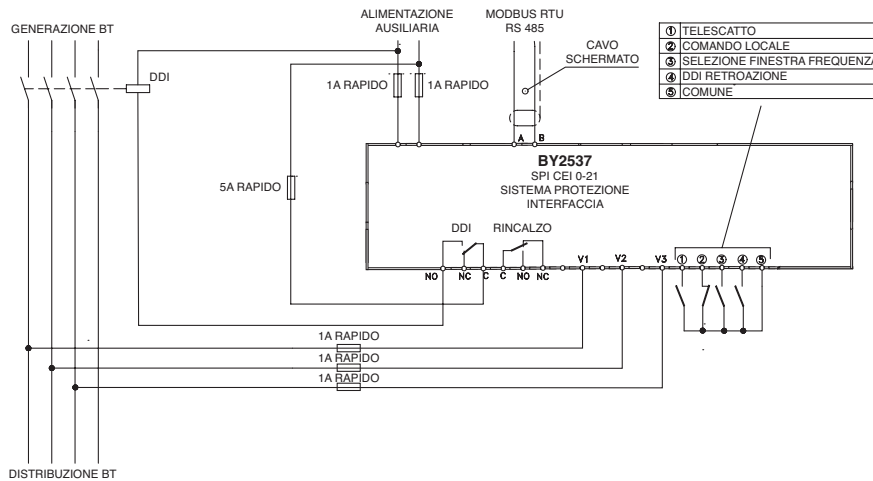 GENERAZIONE BT
ALIMENTAZIONE
AUSILIARIA
MODBUS RTU
RS 485
CAVO
SCHERMATO
① TELESCATTO
② COMANDO LOCALE
③ SELEZIONE FINESTRA FREQUENZA
④ DDI RETROAZIONE
⑤ COMUNE
DDI
1A RAPIDO
1A RAPIDO
A
B
BY2537
SPI CEI 0-21
SISTEMA PROTEZIONE
INTERFACCIA
5A RAPIDO
DDI
RINCALZO
NO
NC
C
C
NO
NC
V1
V2
V3
①
②
③
④
⑤
1A RAPIDO
1A RAPIDO
1A RAPIDO
DISTRIBUZIONE BT